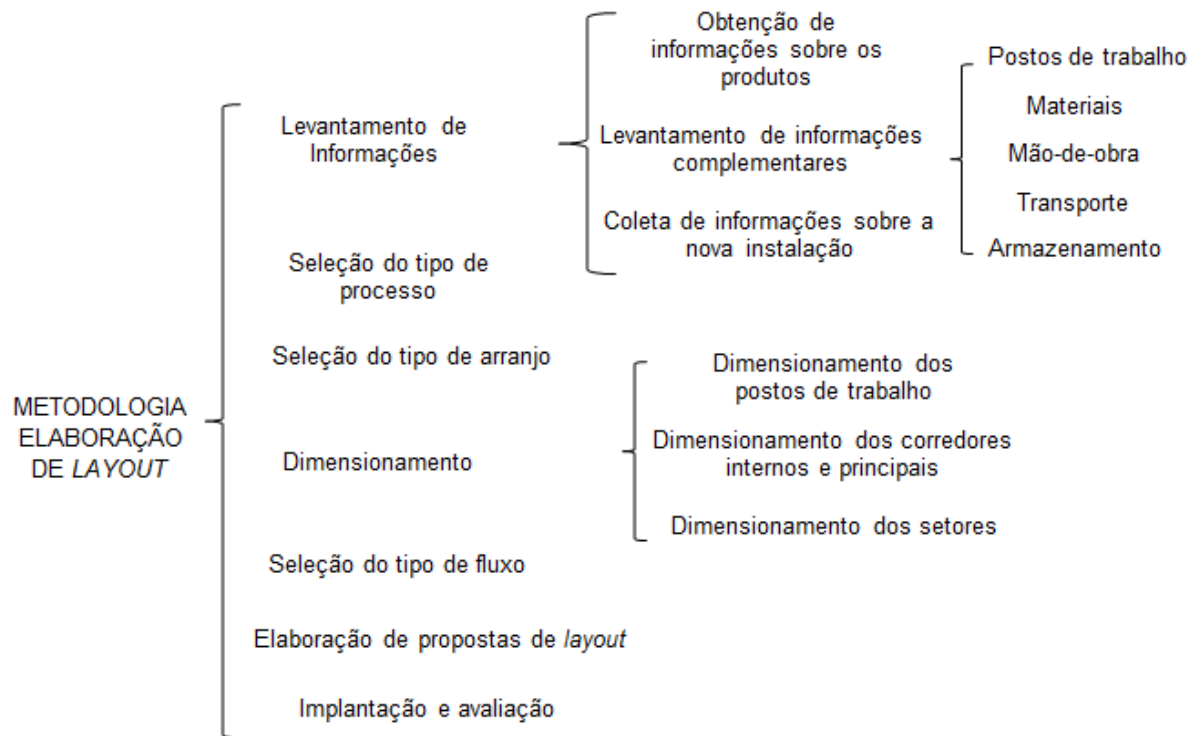 METODOLOGIA
ELABORAÇÃO
DE LAYOUT
Levantamento de
Informações
Obtenção de
informações sobre os
produtos
Levantamento de informações
complementares
Postos de trabalho
Materiais
Mão-de-obra
Transporte
Armazenamento
Coleta de informações sobre a
nova instalação
Seleção do tipo de
processo
Seleção do tipo de arranjo
Dimensionamento
Dimensionamento dos
postos de trabalho
Dimensionamento dos corredores
internos e principais
Dimensionamento dos setores
Seleção do tipo de fluxo
Elaboração de propostas de layout
Implantação e avaliação